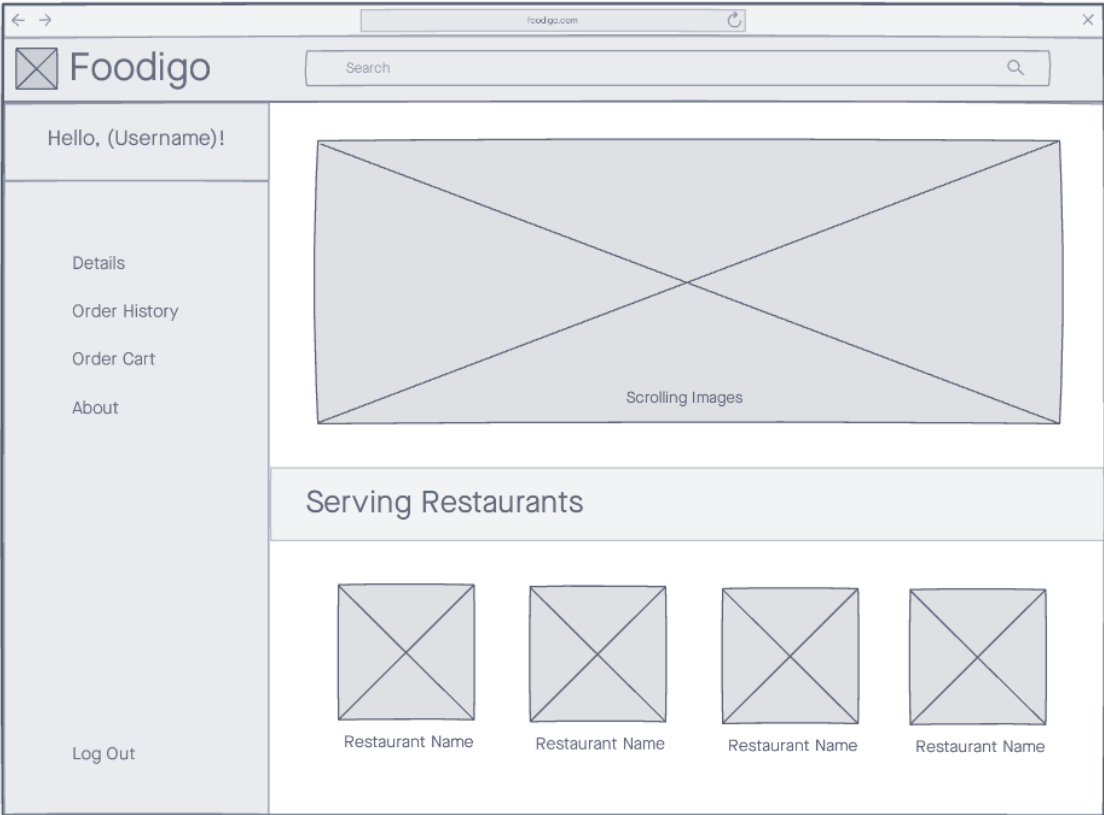 foodigo.com
Foodigo
Search
Hello, (Username)!
Details
Order History
Order Cart
About
Log Out
Scrolling Images
Serving Restaurants
Restaurant Name
Restaurant Name
Restaurant Name
Restaurant Name